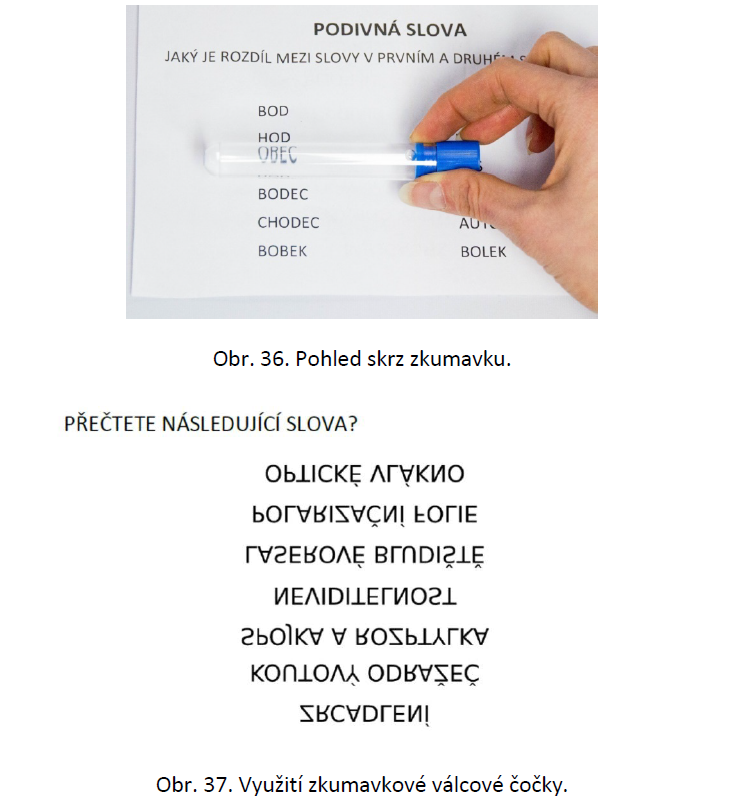 PODIVNÁ SLOVA
JAKÝ JE ROZDÍL MEZI SLOVY V PRVNÍM A DRUHÉM
BOD
HOD
OBEC
BODEC
CHODEC
BOBEK BOLEK
Obr. 36. Pohled skrz zkumavku.
PŘEČTETE NÁSLEDUJÍCÍ SLOVA?
OPTICKÉ VLÁKNO
POLARIZAČNÍ FOLIE
LASEROVÉ BLUDIŠTĚ
NEVIDITELNOST
SPOJKA A ROZPTYLKA
KOUTOVÝ ODRAŽEČ
ZRCADLENÍ
Obr. 37. Využití zkumavkové válcové čočky.